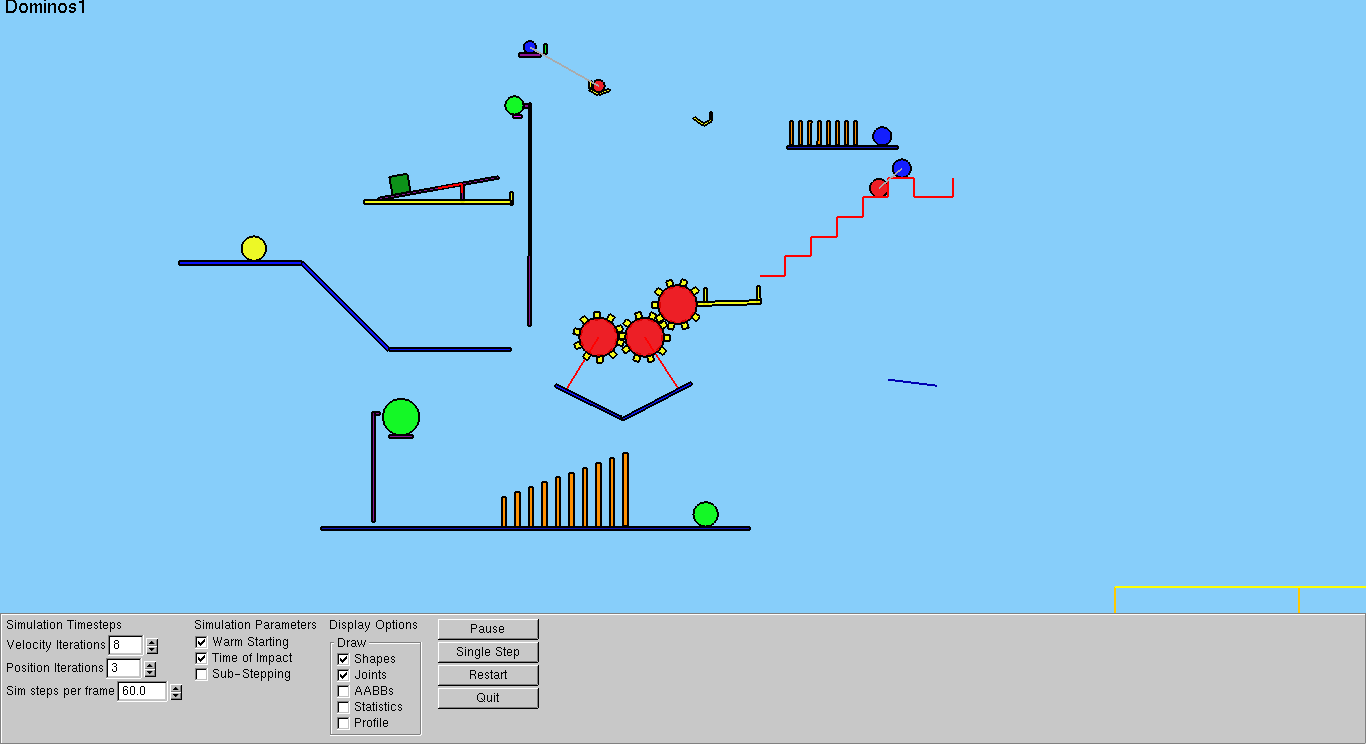 Dominos1
Simulation Timesteps
Velocity Iterations 8
Position Iterations 3
Sim steps per frame 60.0
Simulation Parameters
Warm Starting
Time of Impact
Sub-Stepping
Display Options
Draw
Shapes
Joints
AABBs
Statistics
Profile
Pause
Single Step
Restart
Quit